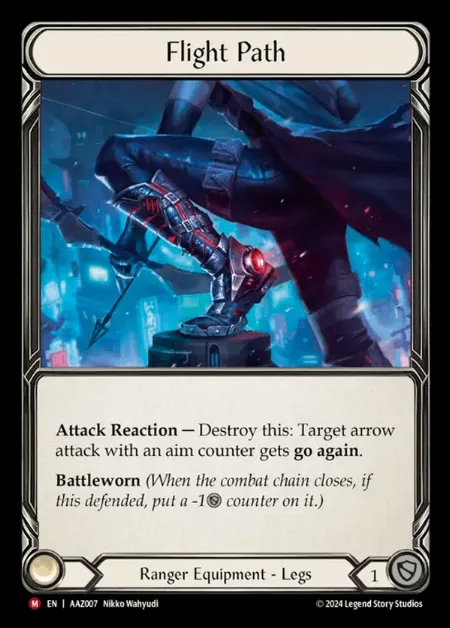 Flight Path
Attack Reaction — Destroy this: Target arrow
attack with an aim counter gets go again.
Battleworn (When the combat chain closes, if
this defended, put a -1 counter on it.)
Ranger Equipment - Legs
1
M EN | AAZ007 Nikko Wahyudi
© 2024 Legend Story Studios